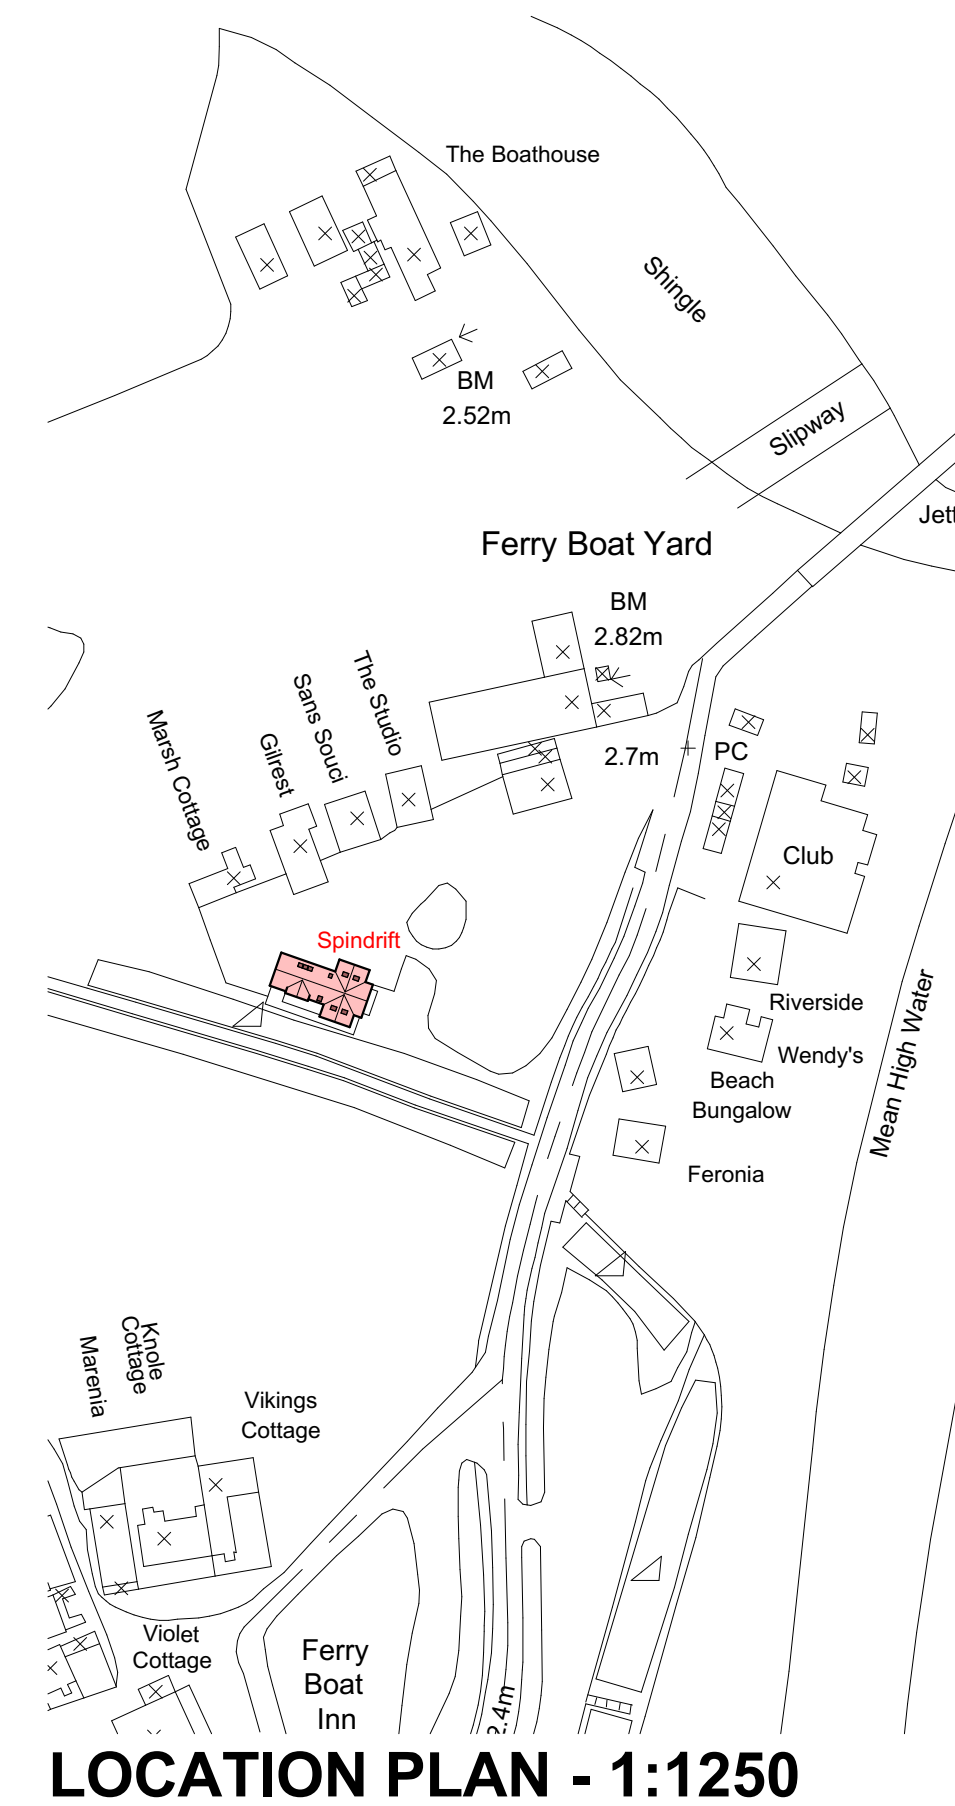 The Boathouse
Shingle
BM
2.52m
Slipway
Jett
Ferry Boat Yard
BM
2.82m
The Studio
Sans Souci
Gilrest
Marsh Cottage
2.7m
PC
Club
Spindrift
Riverside
Wendy's
Beach
Bungalow
Mean High Water
Feronia
Knole
Cottage
Marenia
Vikings
Cottage
Violet
Cottage
Ferry
Boat
Inn
2.4m
LOCATION PLAN - 1:1250